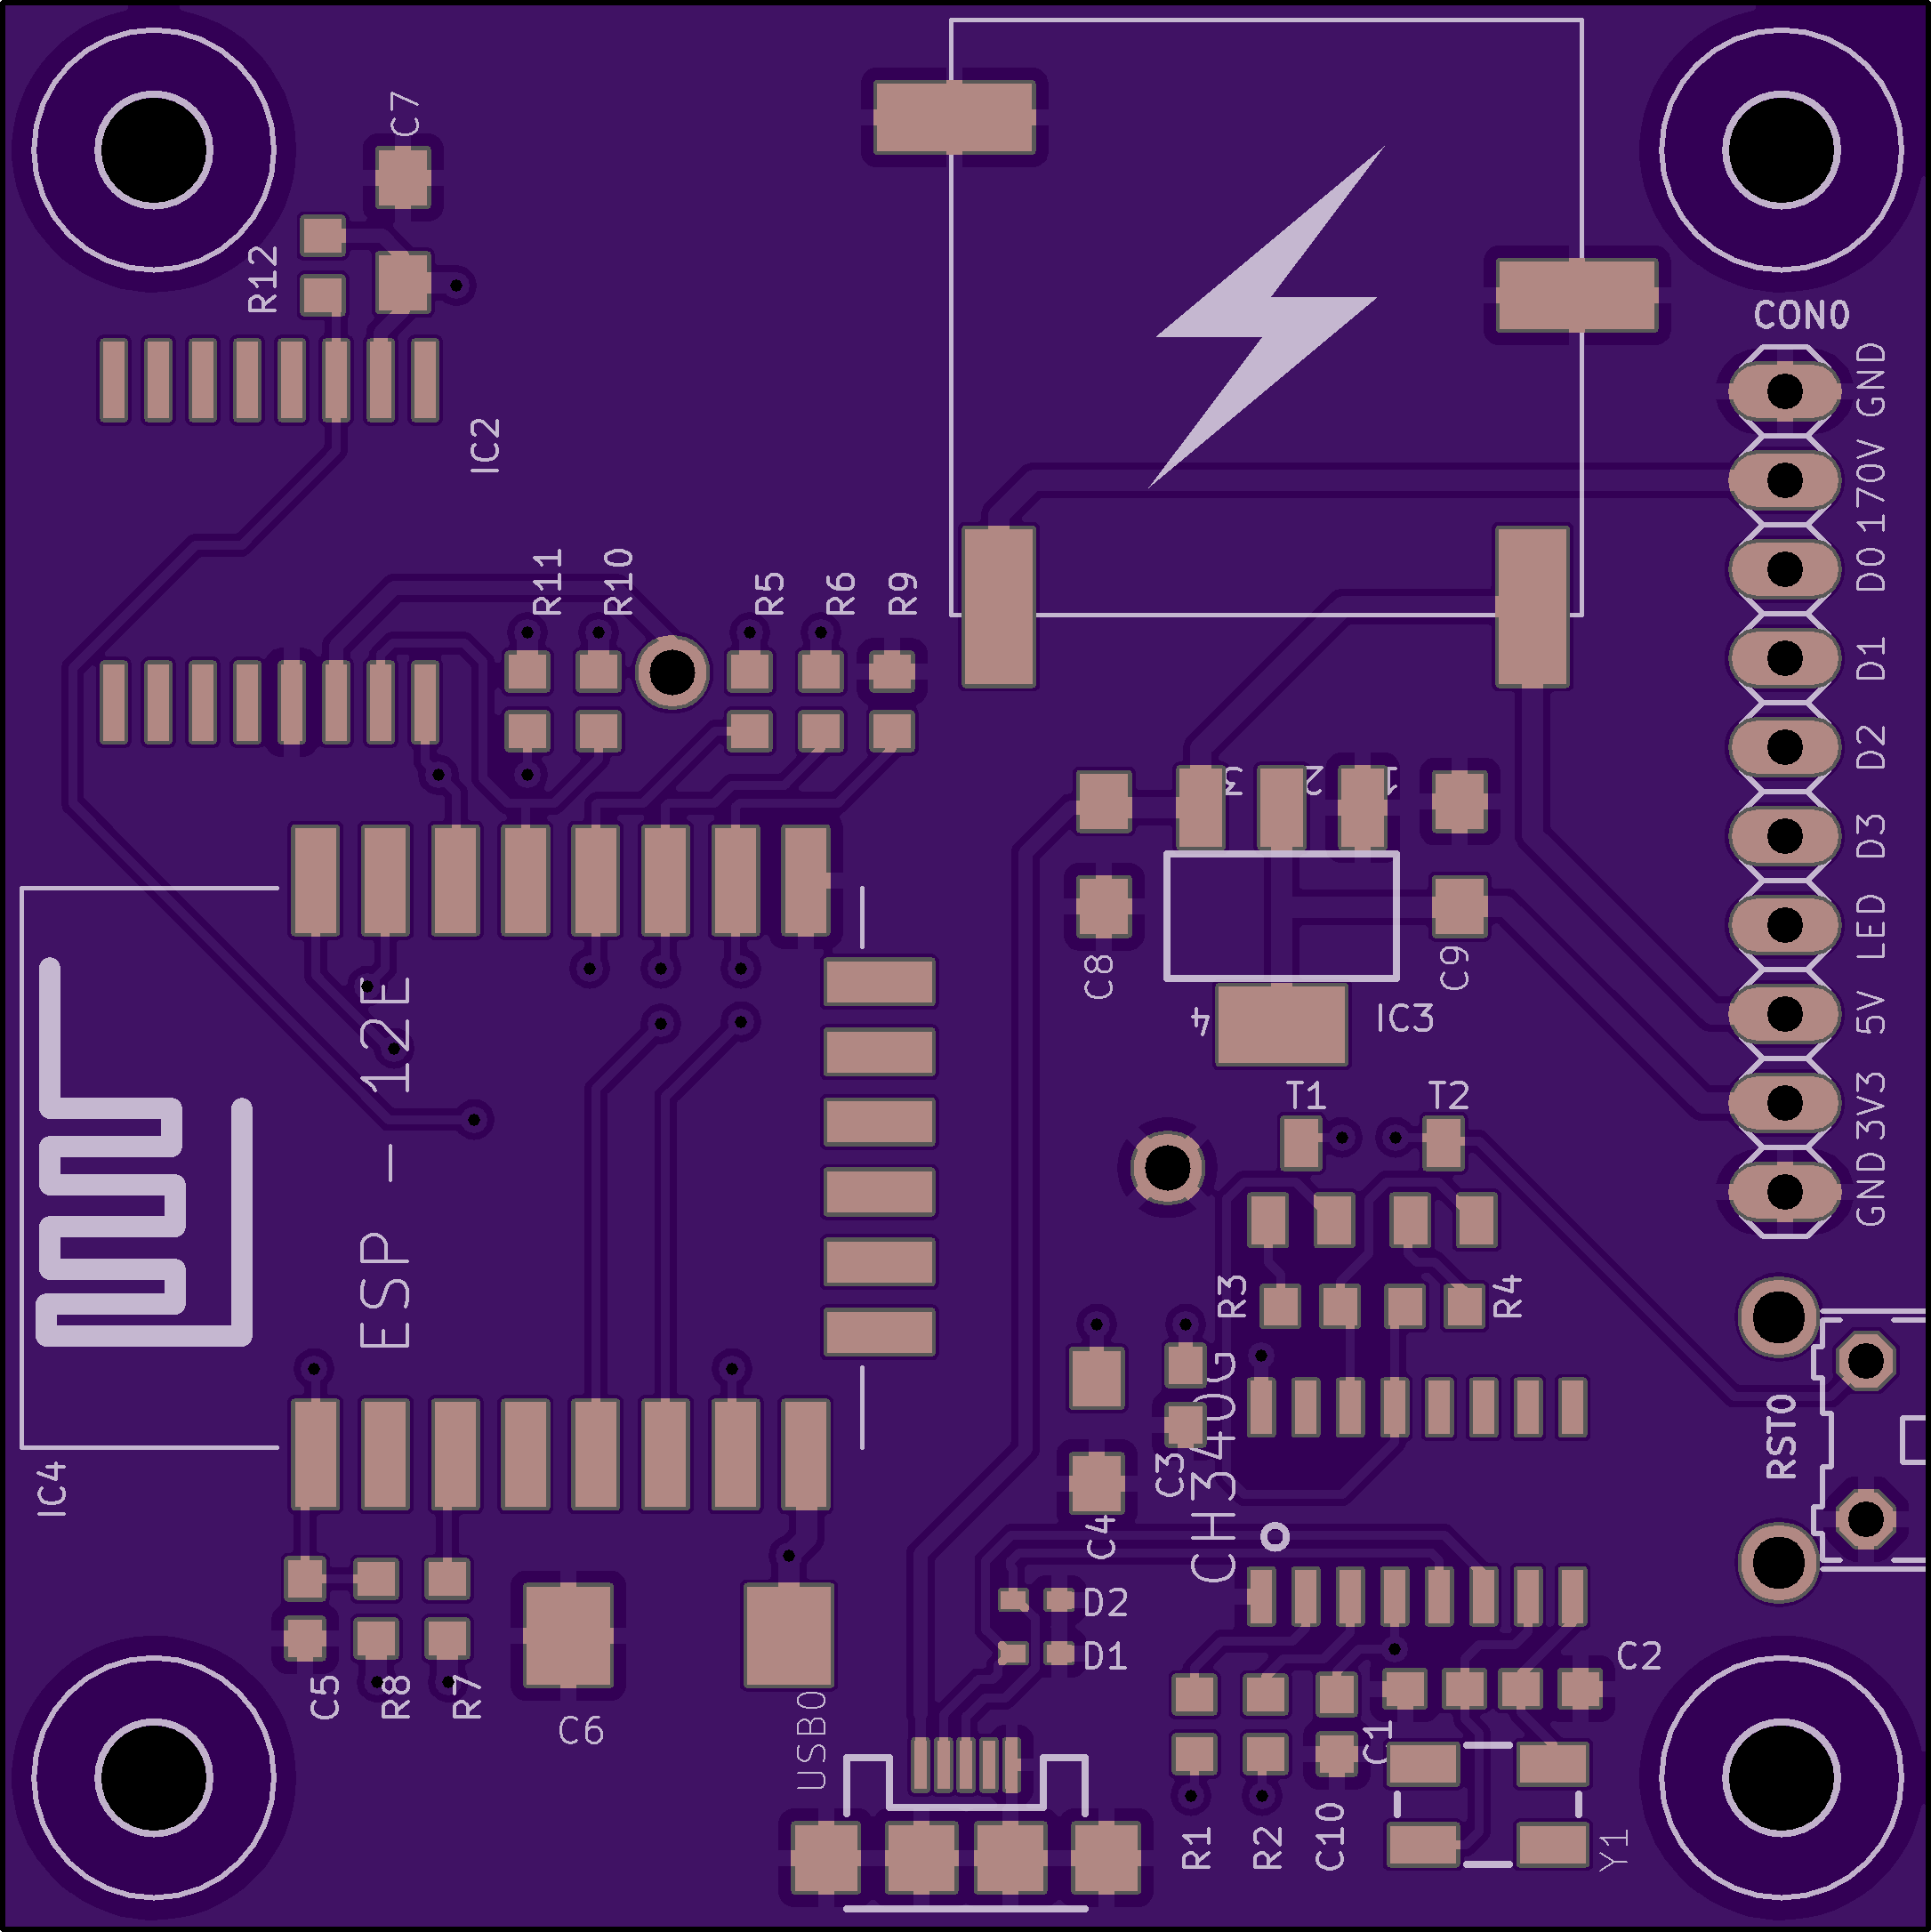 C7
R12
CON0
GND
170V
IC2
R11
R10
R5
R6
R9
D0
D1
D2
3
2
1
D3
LED
C8
C9
12E
4
IC3
5V
T1
T2
3V3
GND
ESP -
R3
R4
CH340G
RST0
IC4
C3
C4
D2
D1
C2
C5
R8
R7
C6
USB0
C1
R1
R2
C10
Y1